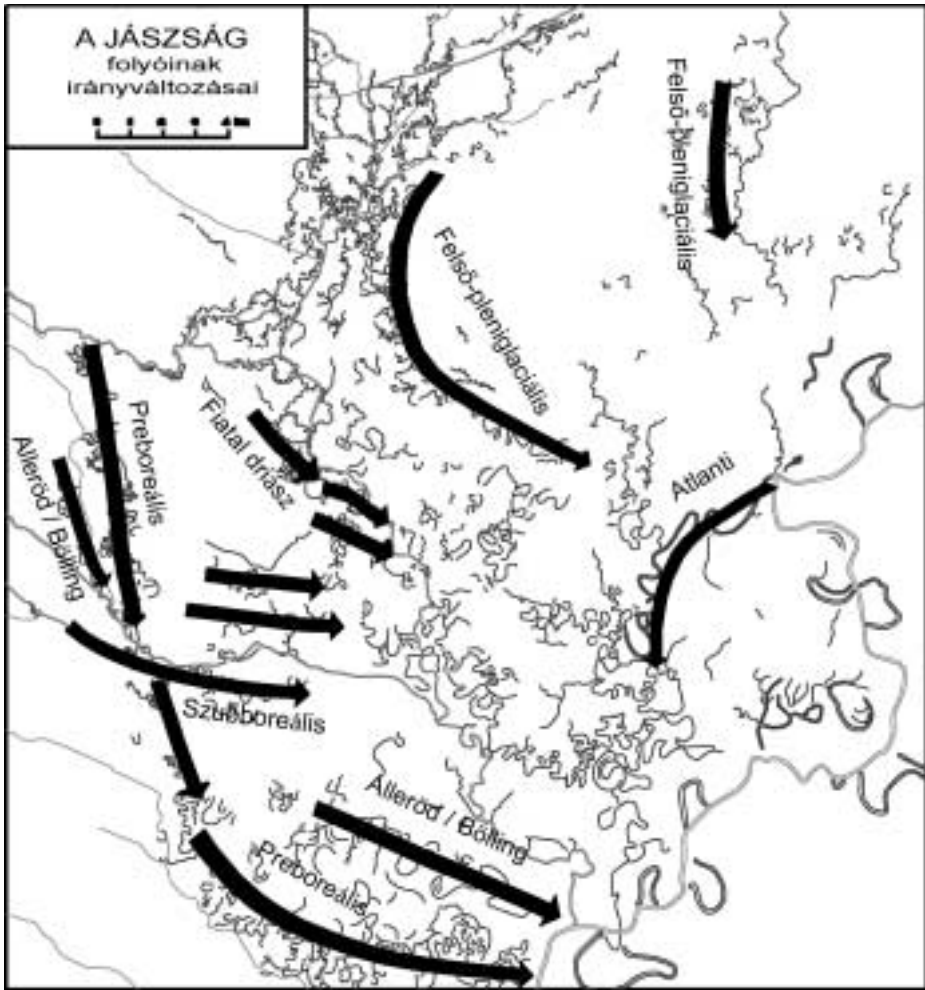 A JÁSZSÁG
folyóinak
irányváltozásai
Felső-pleniglaciális
Felső-pleniglaciális
Preboreális
Alleröd / Bölling
Fiatal driász
Atlanti
Szubboreális
Alleröd / Bölling
Preboreális